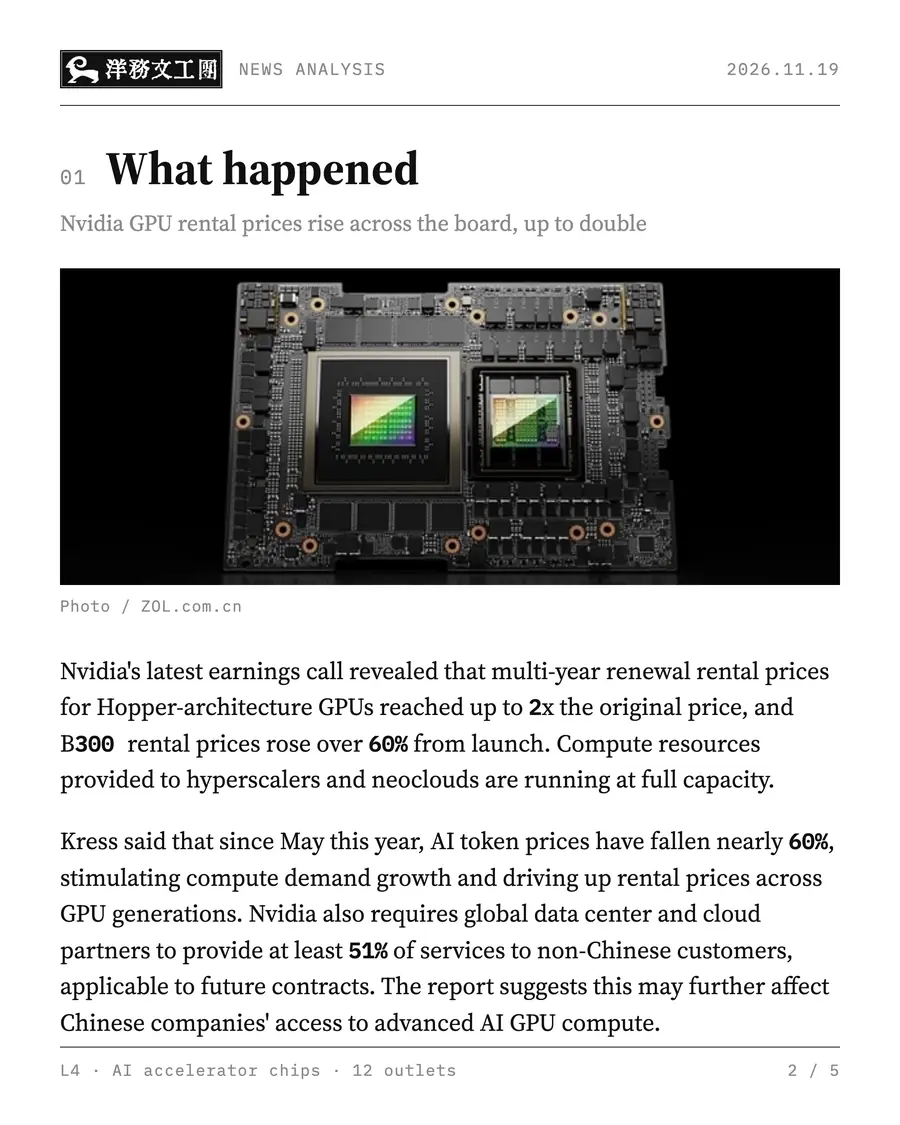 洋務文工團 NEWS ANALYSIS 2026.11.19
01 What happened
Nvidia GPU rental prices rise across the board, up to double
Photo / ZOL.com.cn
Nvidia's latest earnings call revealed that multi-year renewal rental prices
for Hopper-architecture GPUs reached up to 2x the original price, and
B300 rental prices rose over 60% from launch. Compute resources
provided to hyperscalers and neoclouds are running at full capacity.
Kress said that since May this year, AI token prices have fallen nearly 60%,
stimulating compute demand growth and driving up rental prices across
GPU generations. Nvidia also requires global data center and cloud
partners to provide at least 51% of services to non-Chinese customers,
applicable to future contracts. The report suggests this may further affect
Chinese companies' access to advanced AI GPU compute.
L4 · AI accelerator chips · 12 outlets 2 / 5